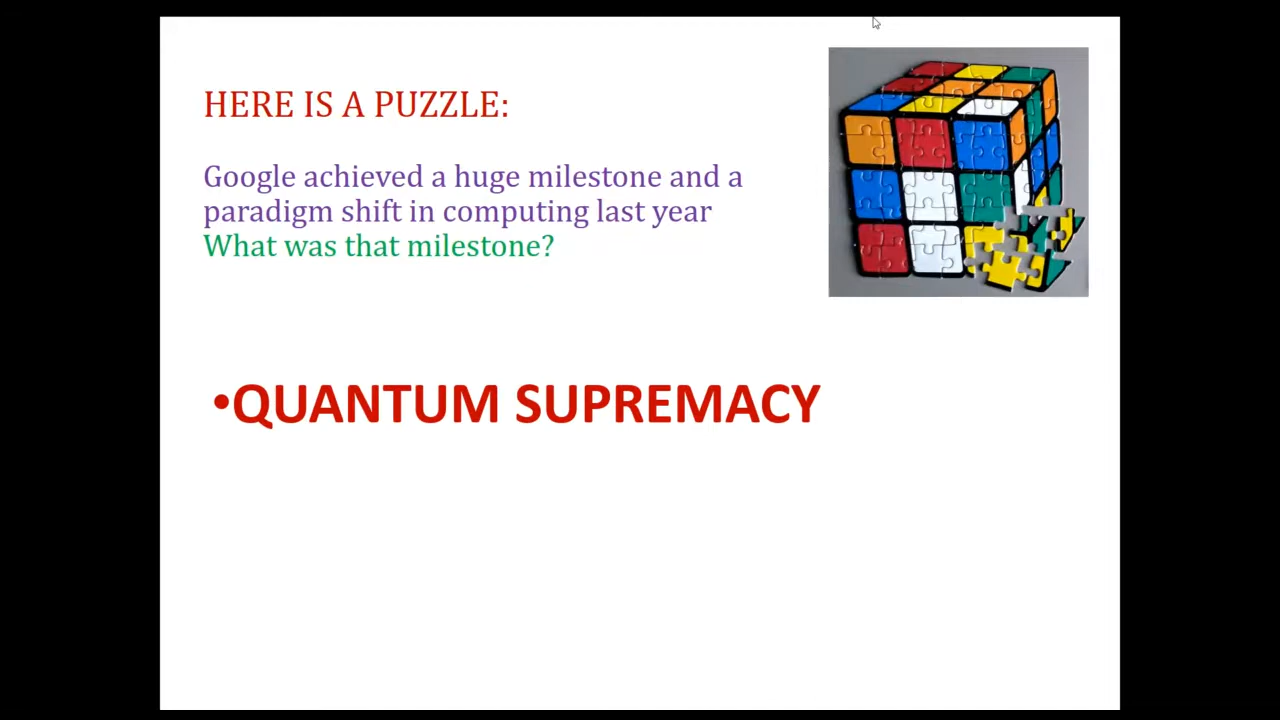 HERE IS A PUZZLE:
Google achieved a huge milestone and a
paradigm shift in computing last year
What was that milestone?
•QUANTUM SUPREMACY